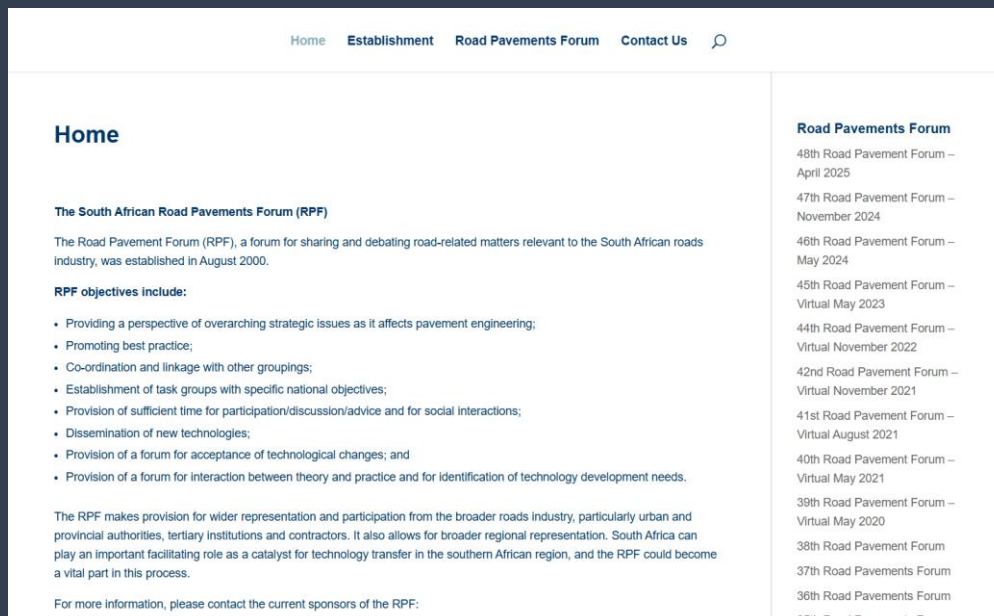 Home Establishment Road Pavements Forum Contact Us
Home
The South African Road Pavements Forum (RPF)
The Road Pavement Forum (RPF), a forum for sharing and debating road-related matters relevant to the South African roads
industry, was established in August 2000.
RPF objectives include:
• Providing a perspective of overarching strategic issues as it affects pavement engineering;
• Promoting best practice;
• Co-ordination and linkage with other groupings;
• Establishment of task groups with specific national objectives;
• Provision of sufficient time for participation/discussion/advice and for social interactions;
• Dissemination of new technologies;
• Provision of a forum for acceptance of technological changes; and
• Provision of a forum for interaction between theory and practice and for identification of technology development needs.
The RPF makes provision for wider representation and participation from the broader roads industry, particularly urban and
provincial authorities, tertiary institutions and contractors. It also allows for broader regional representation. South Africa can
play an important facilitating role as a catalyst for technology transfer in the southern African region, and the RPF could become
a vital part in this process.
For more information, please contact the current sponsors of the RPF:
Road Pavements Forum
48th Road Pavement Forum –
April 2025
47th Road Pavement Forum –
November 2024
46th Road Pavement Forum –
May 2024
45th Road Pavement Forum –
Virtual May 2023
44th Road Pavement Forum –
Virtual November 2022
42nd Road Pavement Forum –
Virtual November 2021
41st Road Pavement Forum –
Virtual August 2021
40th Road Pavement Forum –
Virtual May 2021
39th Road Pavement Forum –
Virtual May 2020
38th Road Pavement Forum
37th Road Pavements Forum
36th Road Pavements Forum